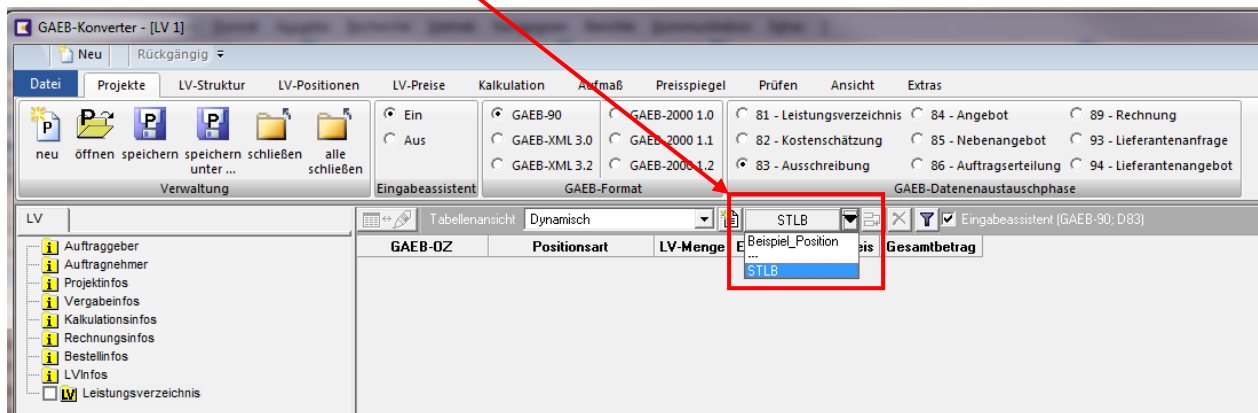 GAEB-Konverter - [LV 1]
Neu Rückgängig
Datei Projekte LV-Struktur LV-Positionen LV-Preise Kalkulation Aufmaß Preisspiegel Prüfen Ansicht Extras
neu öffnen speichern speichern unter ... schließen alle schließen
Verwaltung
Ein
Aus
Eingabeassistent
GAEB-90 GAEB-2000 1.0
GAEB-XML 3.0 GAEB-2000 1.1
GAEB-XML 3.2 GAEB-2000 1.2
GAEB-Format
81 - Leistungsverzeichnis 84 - Angebot 89 - Rechnung
82 - Kostenschätzung 85 - Nebenangebot 93 - Lieferantenanfrage
83 - Ausschreibung 86 - Auftragserteilung 94 - Lieferantenangebot
GAEB-Datenenaustauschphase
LV
Tabellenansicht Dynamisch STLB Eingabeassistent (GAEB-90; D83)
GAEB-OZ Positionsart LV-Menge E eis Gesamtbetrag
Beispiel_Position
---
STLB
Auftraggeber
Auftragnehmer
Projektinfos
Vergabeinfos
Kalkulationsinfos
Rechnungsinfos
Bestellinfos
LVInfos
LV Leistungsverzeichnis